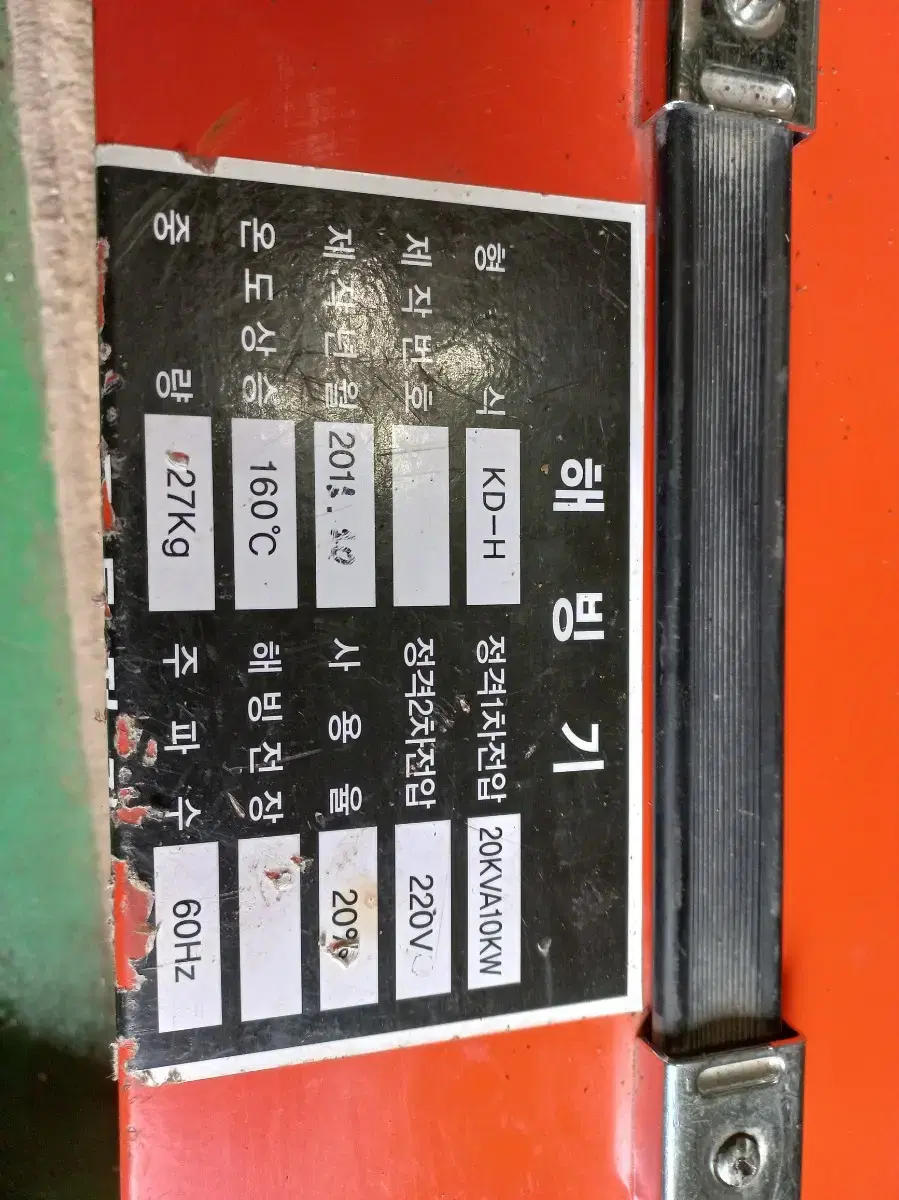 해빙기
형식 KD-H 정격1차전압 20KVA10KW
제작번호 정격2차전압 220V
제작년월 사용율 20%
온도상승 160℃ 해빙전장
중량 27Kg 주파수 60Hz